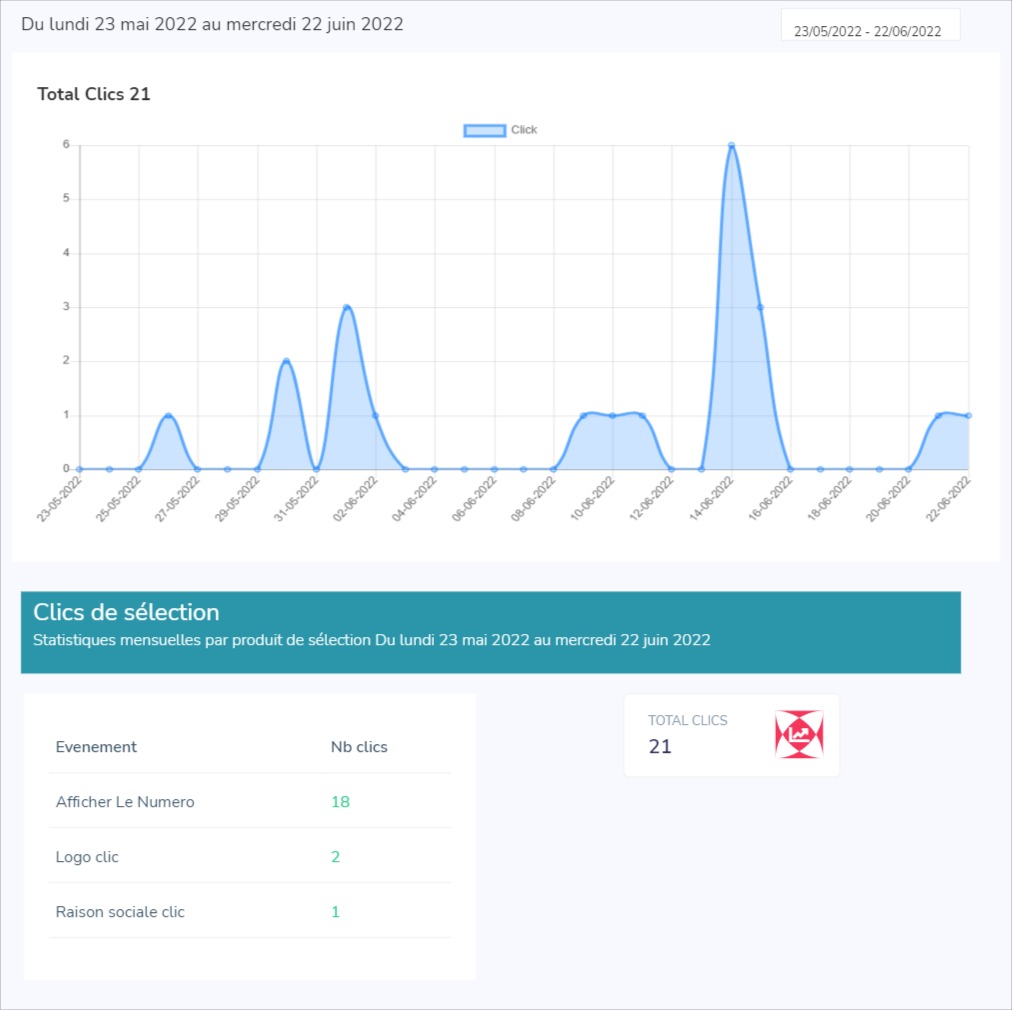 Du lundi 23 mai 2022 au mercredi 22 juin 2022
23/05/2022 - 22/06/2022
Total Clics 21
Click
6
5
4
3
2
1
0
23-05-2022
25-05-2022
27-05-2022
29-05-2022
31-05-2022
02-06-2022
04-06-2022
06-06-2022
08-06-2022
10-06-2022
12-06-2022
14-06-2022
16-06-2022
18-06-2022
20-06-2022
22-06-2022
Clics de sélection
Statistiques mensuelles par produit de sélection Du lundi 23 mai 2022 au mercredi 22 juin 2022
Evenement Nb clics
Afficher Le Numero 18
Logo clic 2
Raison sociale clic 1
TOTAL CLICS
21